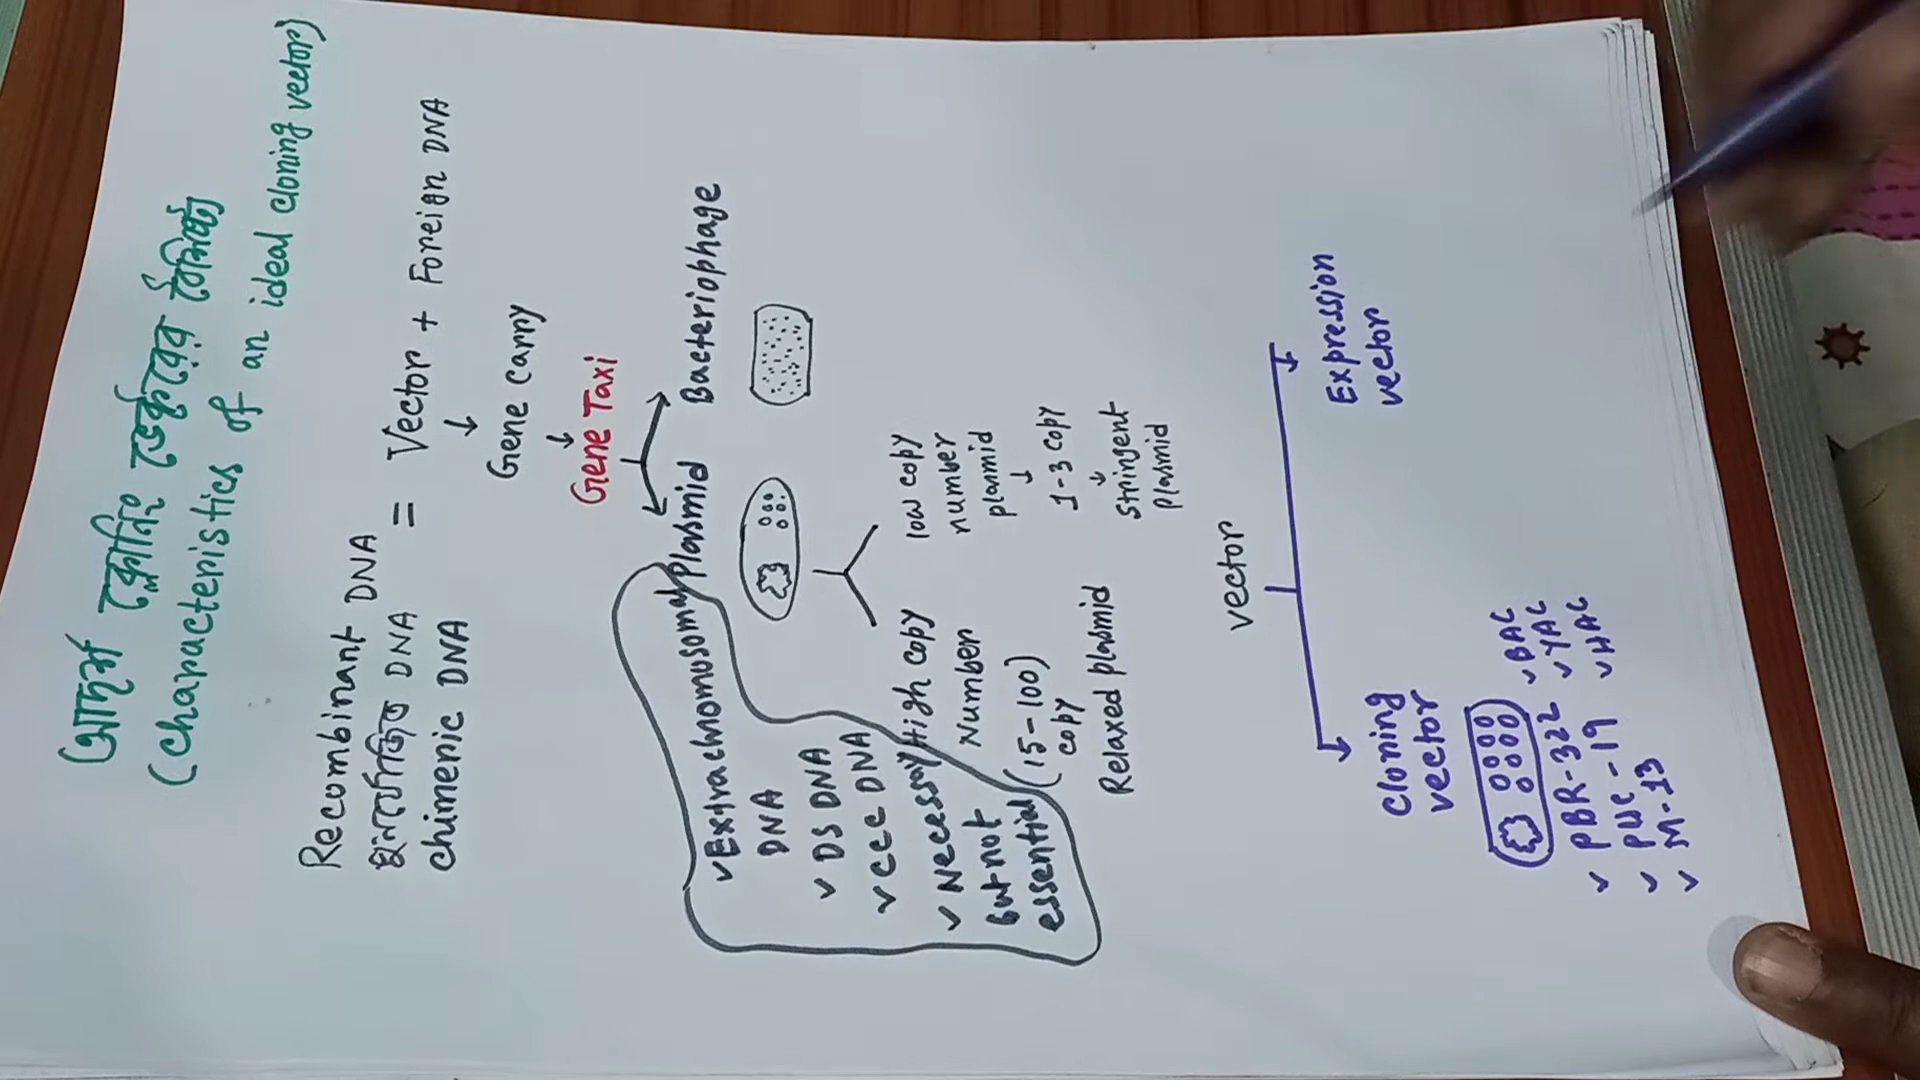 আদর্শ ক্লোনিং ভেক্টরের বৈশিষ্ট্য
(characteristics of an ideal cloning vector)
Recombinant DNA
পুনর্যোজিত DNA = Vector + Foreign DNA
chimeric DNA
Gene carry
Gene Taxi
Plasmid
Bacteriophage
✓ Extrachromosomal
DNA
✓ DS DNA
✓ CCC DNA
✓ Necessary
but not
essential
High copy
Number
(15-100)
copy
Relaxed plasmid
low copy
number
planmid
1-3 copy
stringent
plasmid
vector
Cloning
vector
✓ PBR-322
✓ PUC-19
✓ M-13
✓ BAC
✓ YAC
✓ HAC
Expression
vector